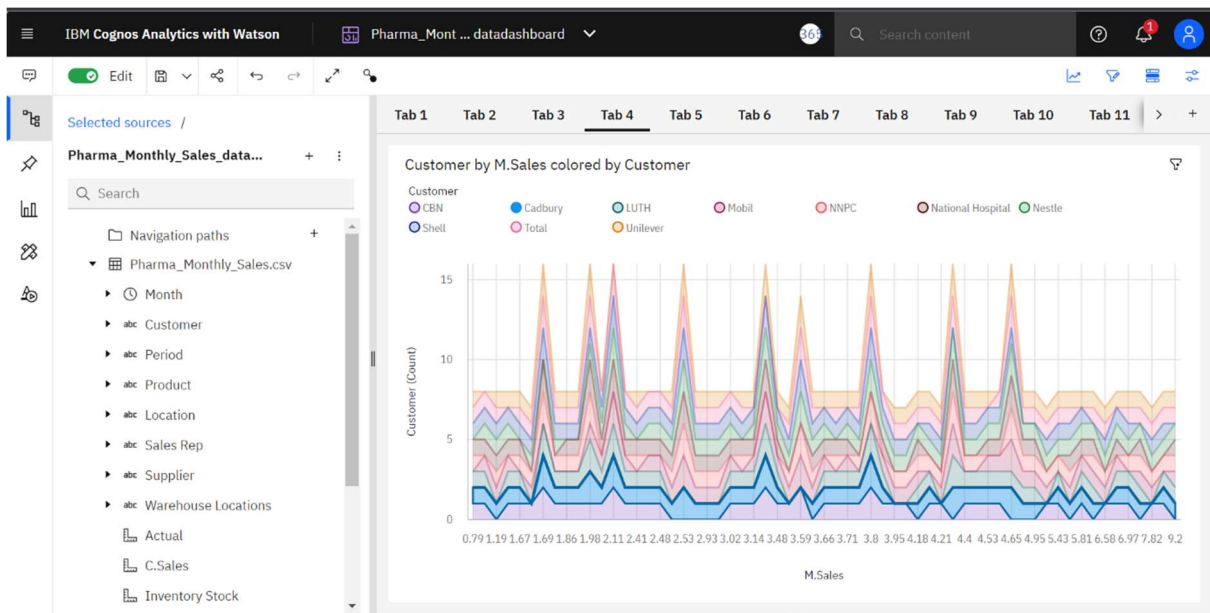 IBM Cognos Analytics with Watson
Pharma_Mont ... datadashboard
365
Search content
1
Edit
Selected sources /
Pharma_Monthly_Sales_data...
Search
Navigation paths
Pharma_Monthly_Sales.csv
Month
abc Customer
abc Period
abc Product
abc Location
abc Sales Rep
abc Supplier
abc Warehouse Locations
Actual
C.Sales
Inventory Stock
Tab 1 Tab 2 Tab 3 Tab 4 Tab 5 Tab 6 Tab 7 Tab 8 Tab 9 Tab 10 Tab 11
Customer by M.Sales colored by Customer
Customer
CBN Cadbury LUTH Mobil NNPC National Hospital Nestle
Shell Total Unilever
15
10
5
0
Customer (Count)
0.79 1.19 1.67 1.69 1.86 1.98 2.11 2.41 2.48 2.53 2.93 3.02 3.14 3.48 3.59 3.66 3.71 3.8 3.95 4.18 4.21 4.4 4.53 4.65 4.95 5.43 5.81 6.58 6.97 7.82 9.2
M.Sales